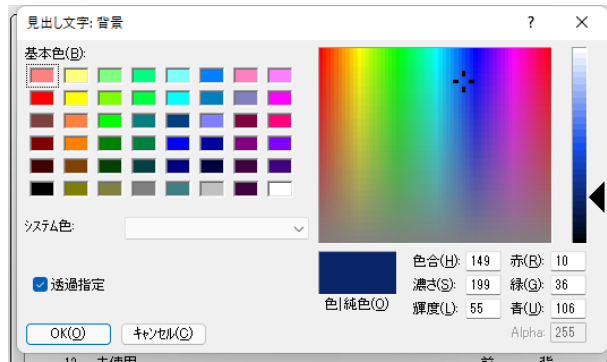 見出し文字: 背景 ? ×
基本色(B):
システム色:
透過指定
色|純色(O)
色合(H): 149 赤(R): 10
濃さ(S): 199 緑(G): 36
輝度(L): 55 青(U): 106
Alpha: 255
OK(O) キャンセル(C)